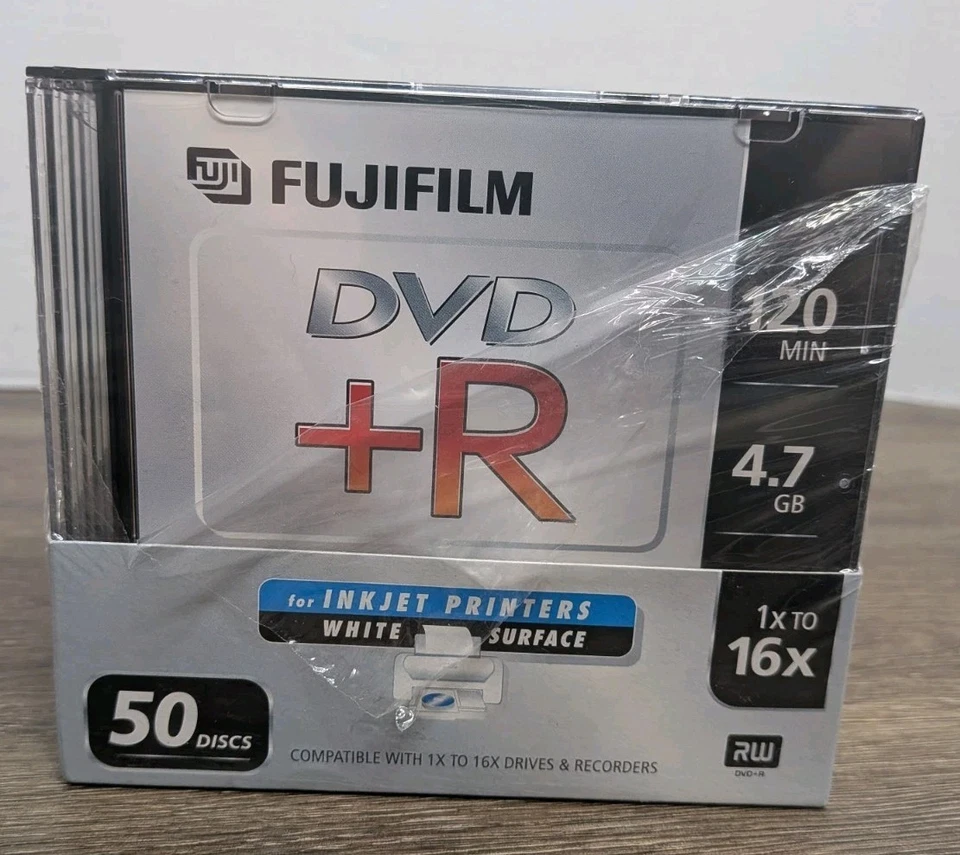 FUJI FUJIFILM
DVD
+R
120
MIN
4.7
GB
for INKJET PRINTERS
WHITE SURFACE
1X TO
16X
50 DISCS
COMPATIBLE WITH 1X TO 16X DRIVES & RECORDERS
RW
DVD+R